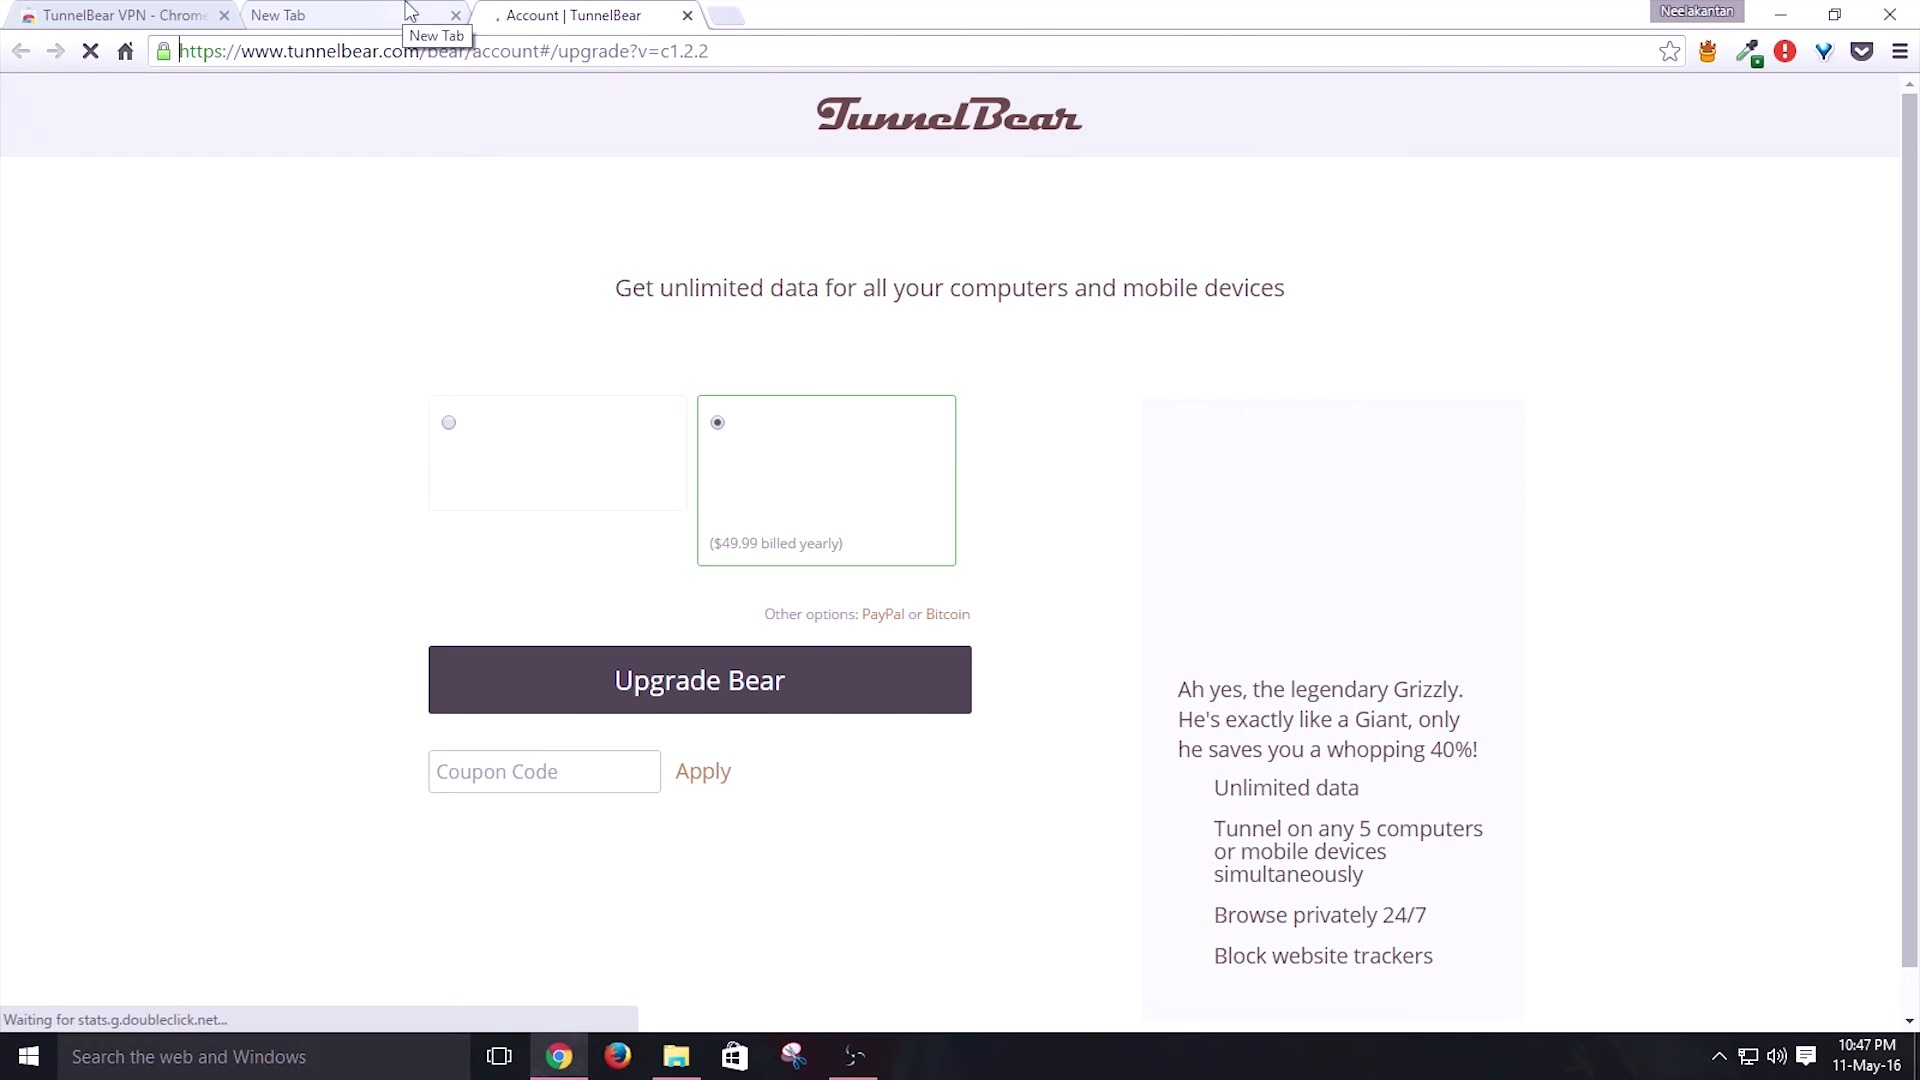 TunnelBear VPN - Chrome
New Tab
Account | TunnelBear
Neelakantan
New Tab
https://www.tunnelbear.com/bear/account#/upgrade?v=c1.2.2
TunnelBear
Get unlimited data for all your computers and mobile devices
($49.99 billed yearly)
Other options: PayPal or Bitcoin
Upgrade Bear
Coupon Code
Apply
Ah yes, the legendary Grizzly.
He's exactly like a Giant, only
he saves you a whopping 40%!
Unlimited data
Tunnel on any 5 computers
or mobile devices
simultaneously
Browse privately 24/7
Block website trackers
Waiting for stats.g.doubleclick.net...
Search the web and Windows
10:47 PM
11-May-16